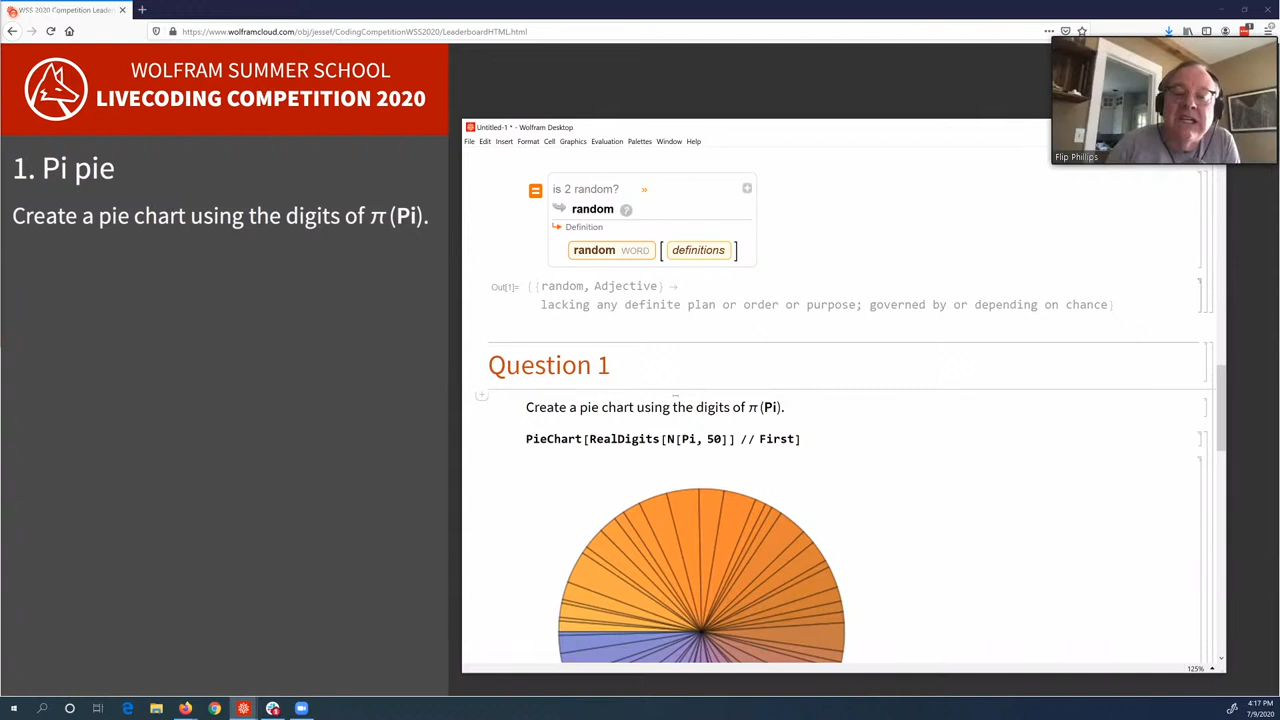 WSS 2020 Competition Leader
https://www.wolframcloud.com/obj/jessef/CodingCompetitionWSS2020/LeaderboardHTML.html
WOLFRAM SUMMER SCHOOL
LIVECODING COMPETITION 2020
1. Pi pie
Create a pie chart using the digits of π (Pi).
Flip Phillips
Untitled-1 * - Wolfram Desktop
File Edit Insert Format Cell Graphics Evaluation Palettes Window Help
is 2 random? »
random ?
Definition
random WORD [ definitions ]
Out[1]= {{random, Adjective} →
lacking any definite plan or order or purpose; governed by or depending on chance}
Question 1
Create a pie chart using the digits of π (Pi).
PieChart[RealDigits[N[Pi, 50]] // First]
125%
4:17 PM
7/9/2020